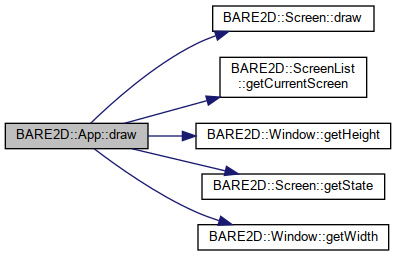 BARE2D::App::draw
BARE2D::Screen::draw
BARE2D::ScreenList
::getCurrentScreen
BARE2D::Window::getHeight
BARE2D::Screen::getState
BARE2D::Window::getWidth